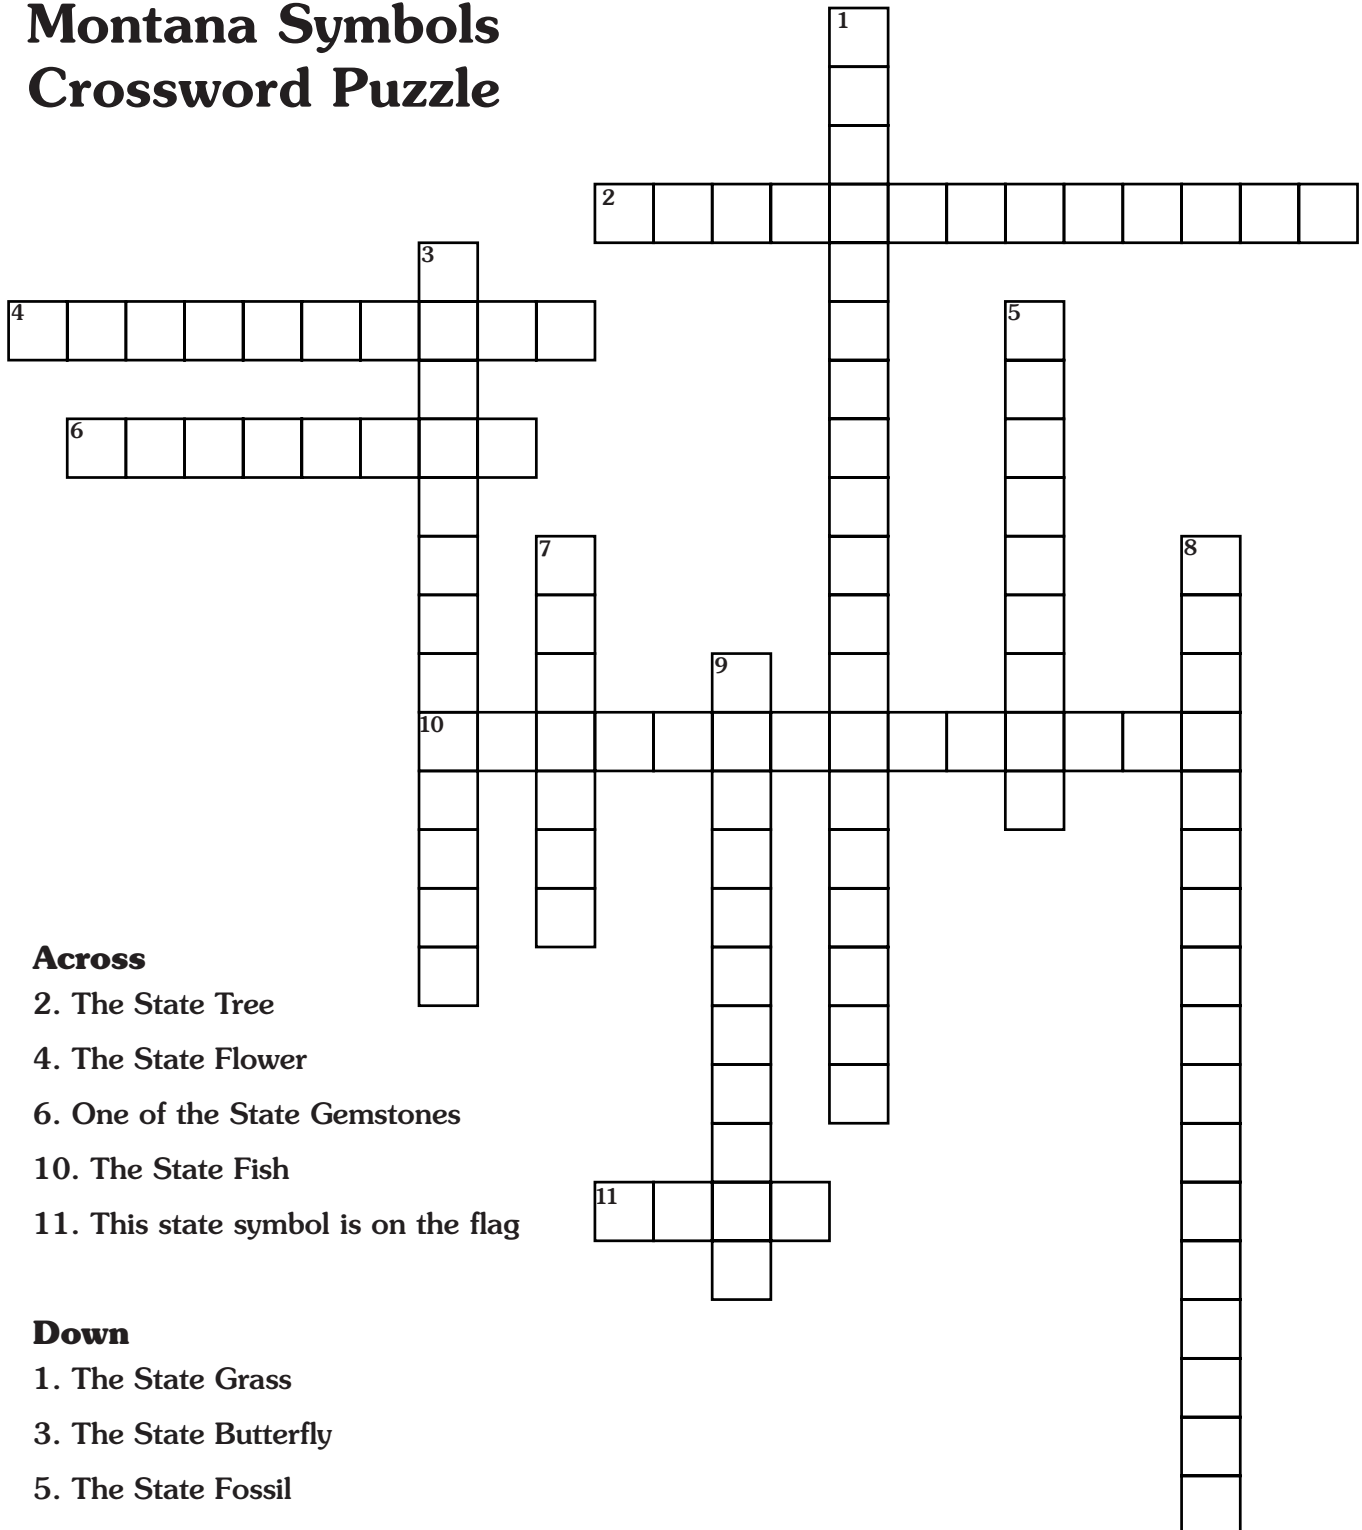 Montana Symbols
Crossword Puzzle
1
2
3
4
5
6
7
8
9
10
11
Across
2. The State Tree
4. The State Flower
6. One of the State Gemstones
10. The State Fish
11. This state symbol is on the flag
Down
1. The State Grass
3. The State Butterfly
5. The State Fossil